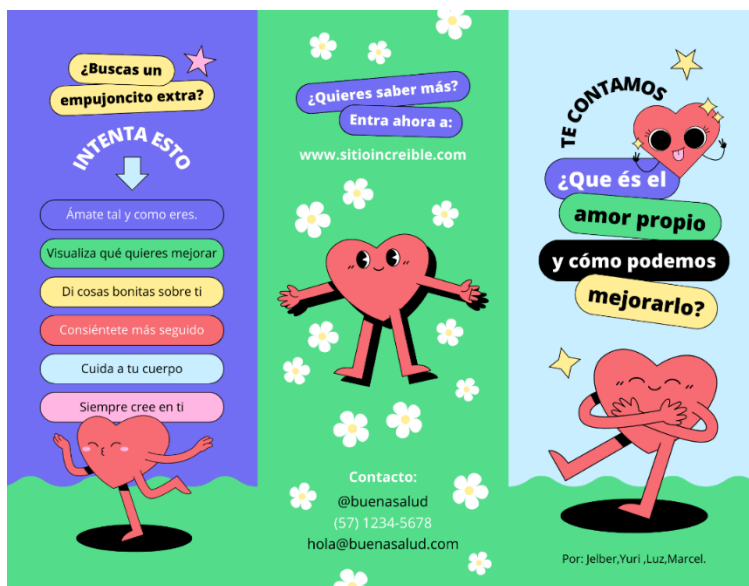 ¿Buscas un
empujoncito extra?
INTENTA ESTO
Ámate tal y como eres.
Visualiza qué quieres mejorar
Di cosas bonitas sobre ti
Consiéntete más seguido
Cuida a tu cuerpo
Siempre cree en ti
¿Quieres saber más?
Entra ahora a:
www.sitioincreible.com
Contacto:
@buenasalud
(57) 1234-5678
hola@buenasalud.com
TE CONTAMOS
¿Que és el
amor propio
y cómo podemos
mejorarlo?
Por: Jelber,Yuri ,Luz,Marcel.